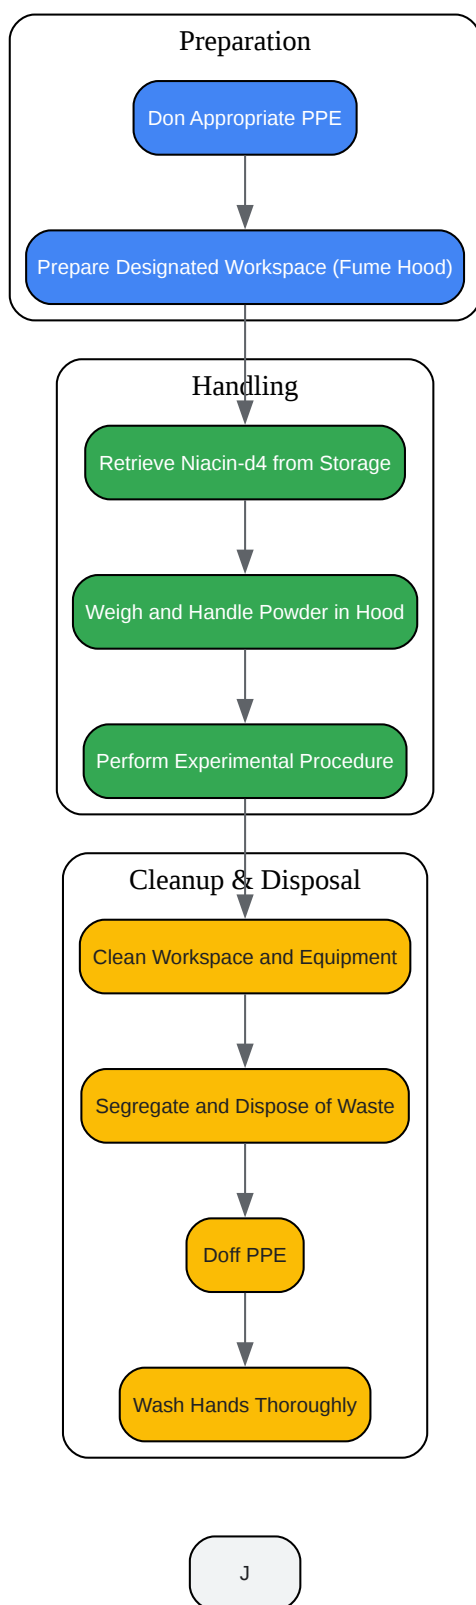 Preparation
Don Appropriate PPE
Prepare Designated Workspace (Fume Hood)
Handling
Retrieve Niacin-d4 from Storage
Weigh and Handle Powder in Hood
Perform Experimental Procedure
Cleanup & Disposal
Clean Workspace and Equipment
Segregate and Dispose of Waste
Doff PPE
Wash Hands Thoroughly
J